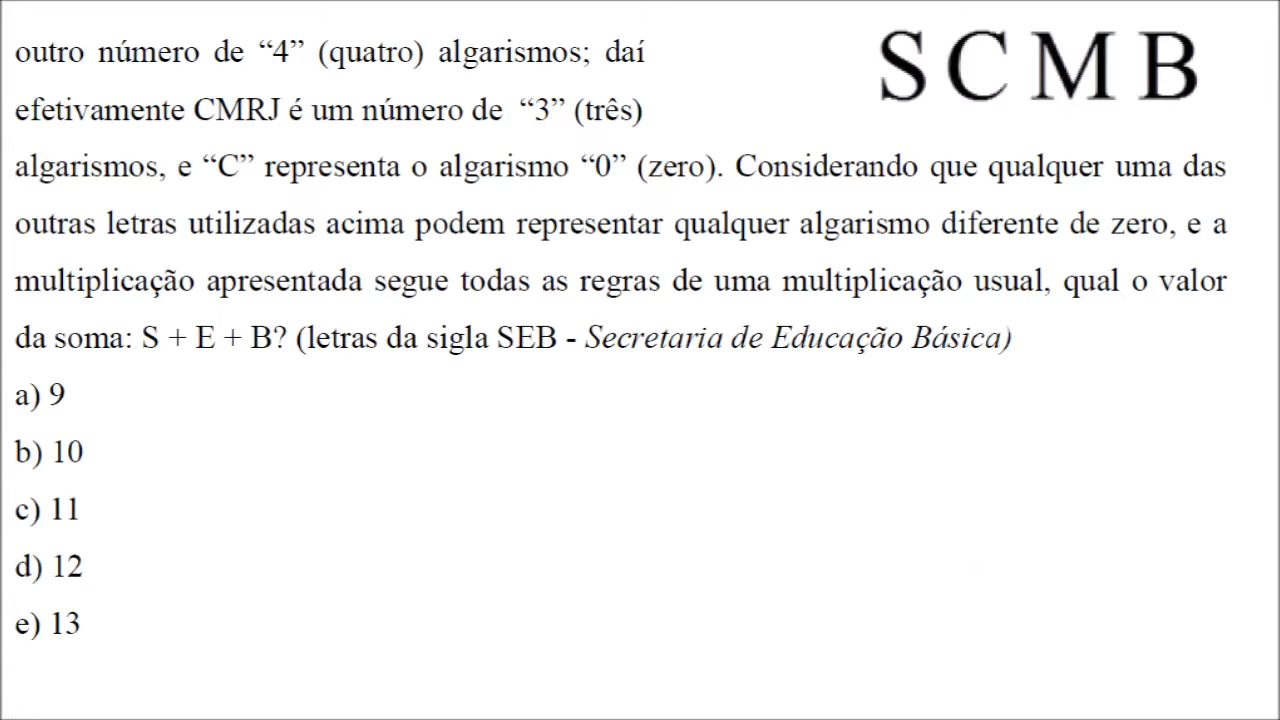 outro número de “4” (quatro) algarismos; daí
S C M B
efetivamente CMRJ é um número de “3” (três)
algarismos, e “C” representa o algarismo “0” (zero). Considerando que qualquer uma das
outras letras utilizadas acima podem representar qualquer algarismo diferente de zero, e a
multiplicação apresentada segue todas as regras de uma multiplicação usual, qual o valor
da soma: S + E + B? (letras da sigla SEB - Secretaria de Educação Básica)
a) 9
b) 10
c) 11
d) 12
e) 13